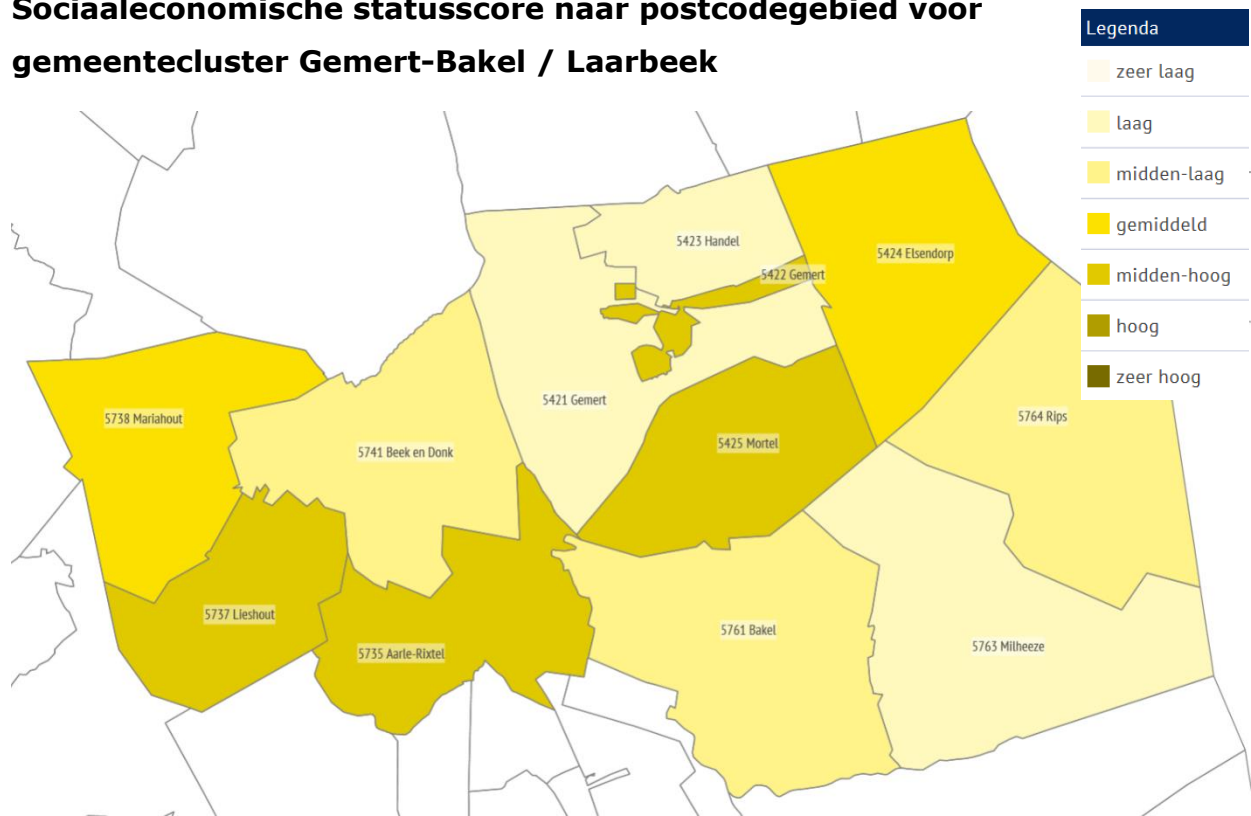 Sociaaleconomische statusscore naar postcodegebied voor
gemeentecluster Gemert-Bakel / Laarbeek
Legenda
zeer laag
laag
midden-laag
gemiddeld
midden-hoog
hoog
zeer hoog
5423 Handel
5422 Gemert
5424 Elsendorp
5421 Gemert
5738 Mariahout
5764 Rips
5425 Mortel
5741 Beek en Donk
5737 Lieshout
5735 Aarle-Rixtel
5761 Bakel
5763 Milheeze